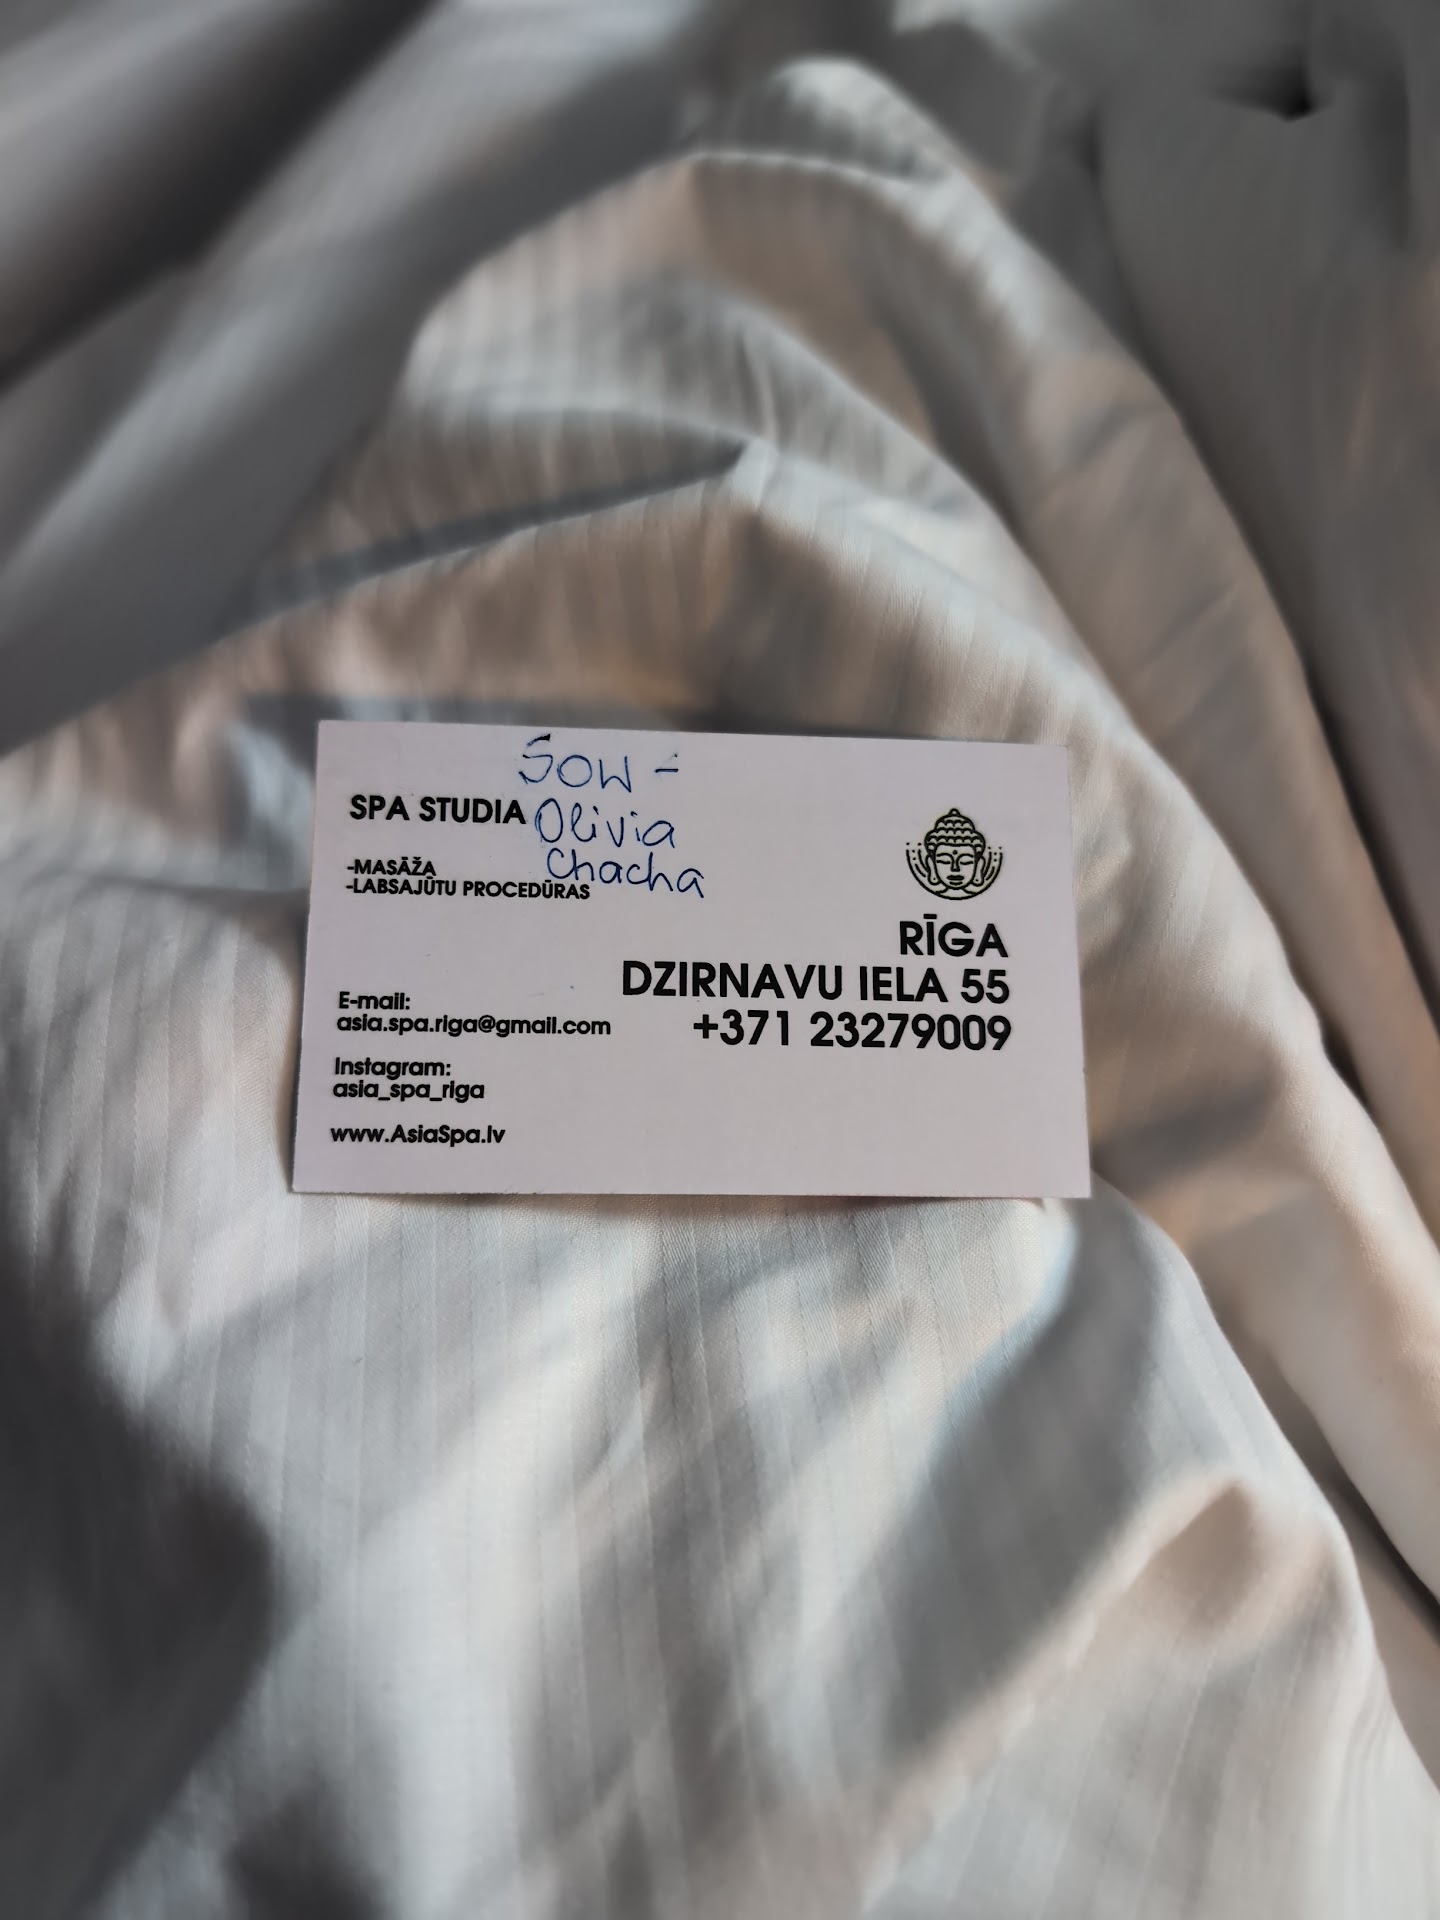 Sow -
Olivia
Chacha
SPA STUDIA
-MASĀŽA
-LABSAJŪTU PROCEDŪRAS
RĪGA
DZIRNAVU IELA 55
+371 23279009
E-mail:
asia.spa.riga@gmail.com
Instagram:
asia_spa_riga
www.AsiaSpa.lv